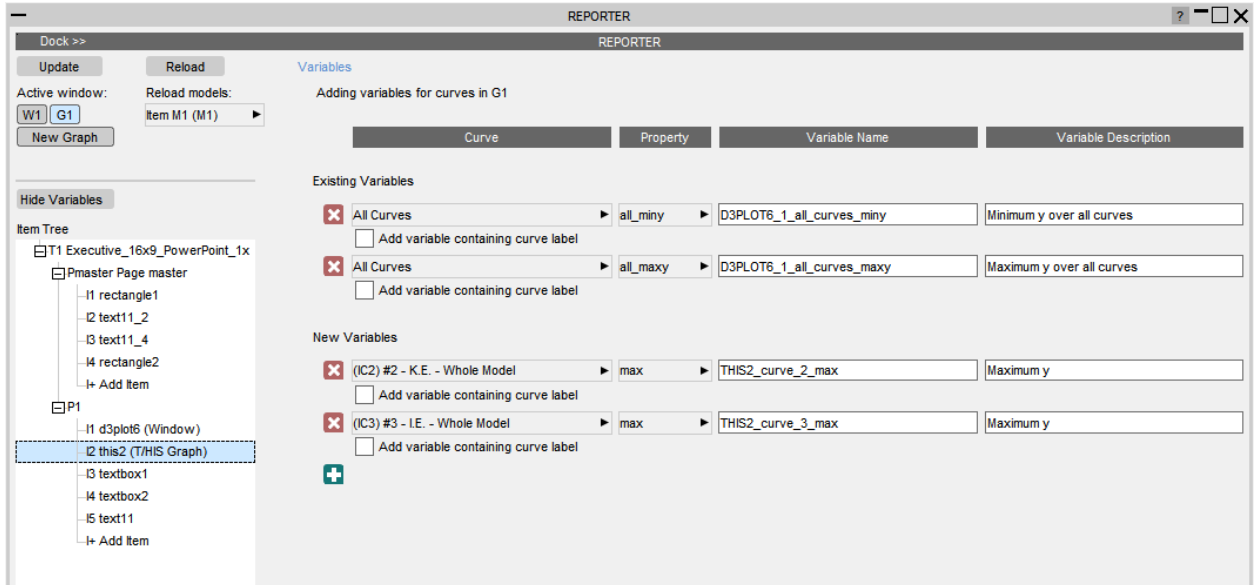 REPORTER
?
Dock >>
REPORTER
Update
Reload
Variables
Active window:
Reload models:
Adding variables for curves in G1
W1
G1
Item M1 (M1)
New Graph
Curve
Property
Variable Name
Variable Description
Existing Variables
Hide Variables
All Curves
all_miny
D3PLOT6_1_all_curves_miny
Minimum y over all curves
Add variable containing curve label
All Curves
all_maxy
D3PLOT6_1_all_curves_maxy
Maximum y over all curves
Add variable containing curve label
New Variables
(IC2) #2 - K.E. - Whole Model
max
THIS2_curve_2_max
Maximum y
Add variable containing curve label
(IC3) #3 - I.E. - Whole Model
max
THIS2_curve_3_max
Maximum y
Add variable containing curve label
Item Tree
T1 Executive_16x9_PowerPoint_1x
Pmaster Page master
I1 rectangle1
I2 text11_2
I3 text11_4
I4 rectangle2
I+ Add Item
P1
I1 d3plot6 (Window)
I2 this2 (T/HIS Graph)
I3 textbox1
I4 textbox2
I5 text11
I+ Add Item